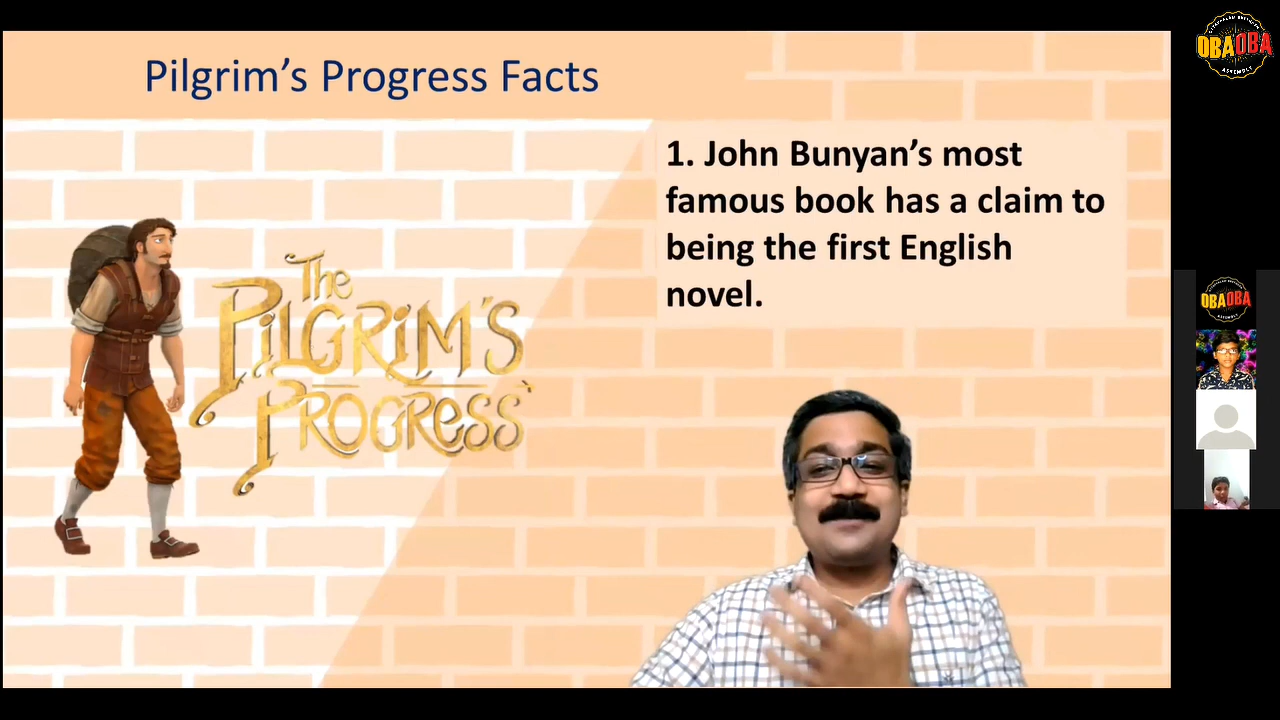 Pilgrim's Progress Facts
1. John Bunyan's most
famous book has a claim to
being the first English
novel.
The
PILGRIM'S
PROGRESS
OBAOBA
ASSEMBLY
OBAOBA